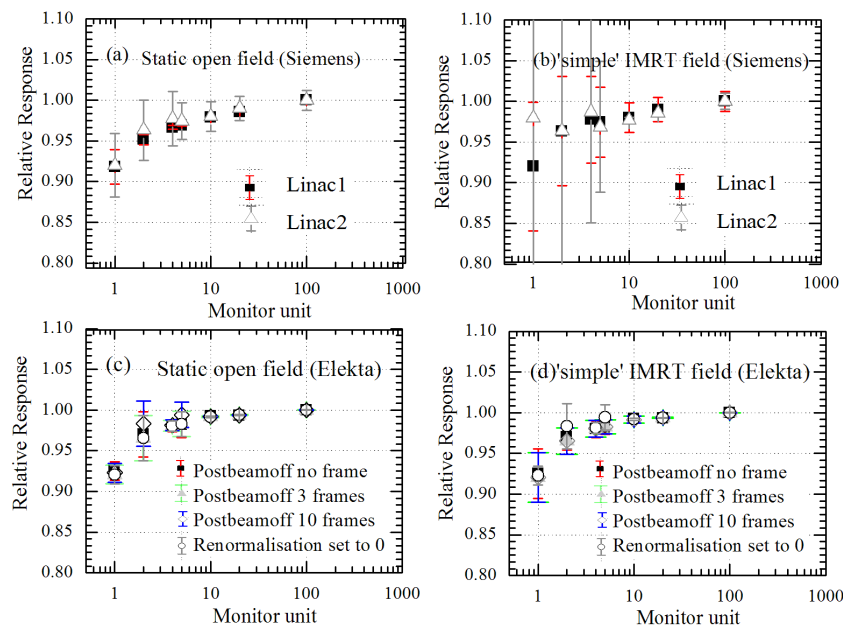 1.10
(a) Static open field (Siemens)
1.05
1.00
0.95
0.90
0.85
0.80
Relative Response
Linac1
Linac2
1 10 100 1000
Monitor unit
1.10
(b)'simple' IMRT field (Siemens)
1.05
1.00
0.95
0.90
0.85
0.80
Relative Response
Linac1
Linac2
1 10 100 1000
Monitor unit
1.10
(c) Static open field (Elekta)
1.05
1.00
0.95
0.90
0.85
0.80
Relative Response
Postbeamoff no frame
Postbeamoff 3 frames
Postbeamoff 10 frames
Renormalisation set to 0
1 10 100 1000
Monitor unit
1.10
(d)'simple' IMRT field (Elekta)
1.05
1.00
0.95
0.90
0.85
0.80
Relative Response
Postbeamoff no frame
Postbeamoff 3 frames
Postbeamoff 10 frames
Renormalisation set to 0
1 10 100 1000
Monitor unit